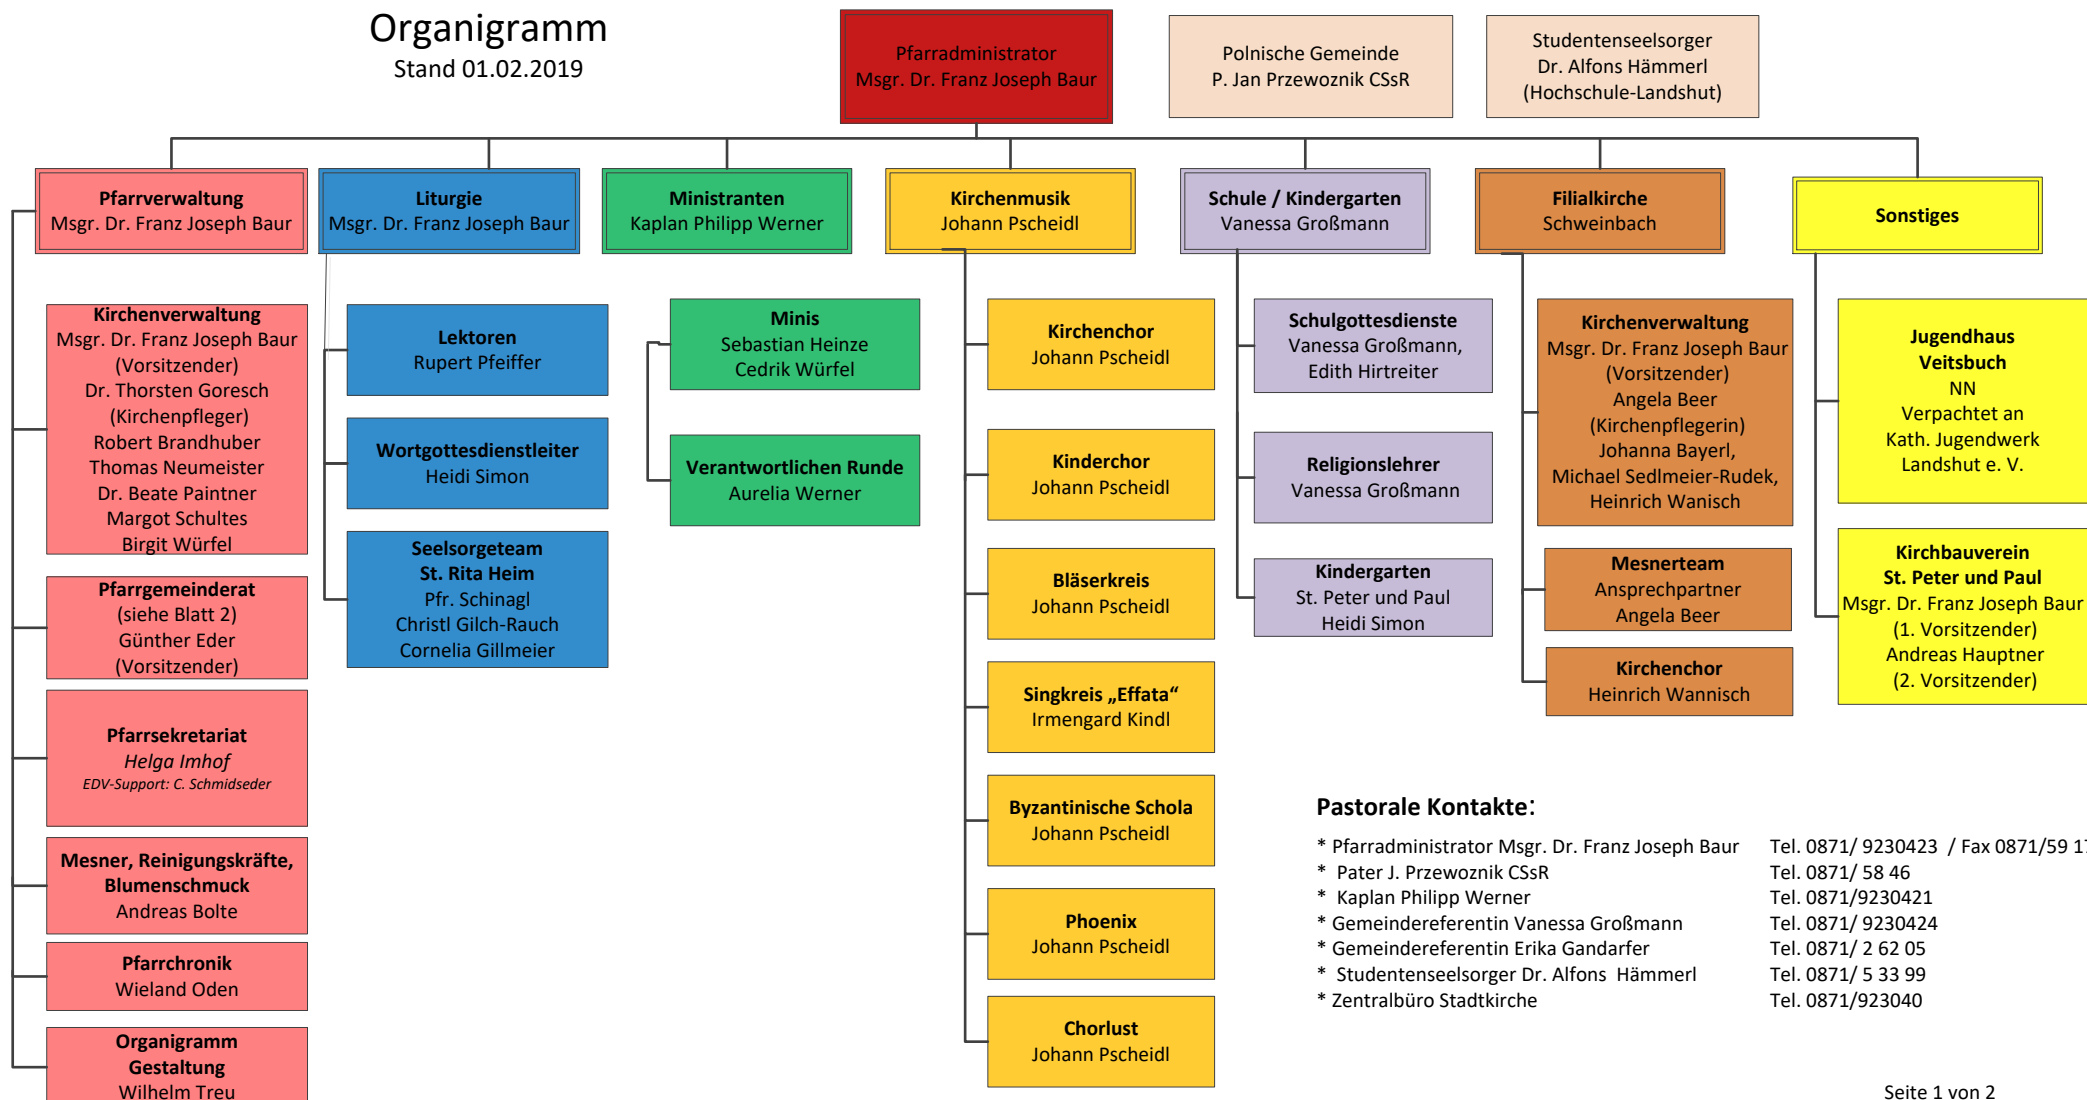 Organigramm
Stand 01.02.2019
Pfarradministrator
Msgr. Dr. Franz Joseph Baur
Polnische Gemeinde
P. Jan Przewoznik CSsR
Studentenseelsorger
Dr. Alfons Hämmerl
(Hochschule-Landshut)
Pfarrverwaltung
Msgr. Dr. Franz Joseph Baur
Kirchenverwaltung
Msgr. Dr. Franz Joseph Baur
(Vorsitzender)
Dr. Thorsten Goresch
(Kirchenpfleger)
Robert Brandhuber
Thomas Neumeister
Dr. Beate Paintner
Margot Schultes
Birgit Würfel
Pfarrgemeinderat
(siehe Blatt 2)
Günther Eder
(Vorsitzender)
Pfarrsekretariat
Helga Imhof
EDV-Support: C. Schmidseder
Mesner, Reinigungskräfte,
Blumenschmuck
Andreas Bolte
Pfarrchronik
Wieland Oden
Organigramm
Gestaltung
Wilhelm Treu
Liturgie
Msgr. Dr. Franz Joseph Baur
Lektoren
Rupert Pfeiffer
Wortgottesdienstleiter
Heidi Simon
Seelsorgeteam
St. Rita Heim
Pfr. Schinagl
Christl Gilch-Rauch
Cornelia Gillmeier
Ministranten
Kaplan Philipp Werner
Minis
Sebastian Heinze
Cedrik Würfel
Verantwortlichen Runde
Aurelia Werner
Kirchenmusik
Johann Pscheidl
Kirchenchor
Johann Pscheidl
Kinderchor
Johann Pscheidl
Bläserkreis
Johann Pscheidl
Singkreis „Effata“
Irmengard Kindl
Byzantinische Schola
Johann Pscheidl
Phoenix
Johann Pscheidl
Chorlust
Johann Pscheidl
Schule / Kindergarten
Vanessa Großmann
Schulgottesdienste
Vanessa Großmann,
Edith Hirtreiter
Religionslehrer
Vanessa Großmann
Kindergarten
St. Peter und Paul
Heidi Simon
Filialkirche
Schweinbach
Kirchenverwaltung
Msgr. Dr. Franz Joseph Baur
(Vorsitzender)
Angela Beer
(Kirchenpflegerin)
Johanna Bayerl,
Michael Sedlmeier-Rudek,
Heinrich Wanisch
Mesnerteam
Ansprechpartner
Angela Beer
Kirchenchor
Heinrich Wannisch
Sonstiges
Jugendhaus
Veitsbuch
NN
Verpachtet an
Kath. Jugendwerk
Landshut e. V.
Kirchbauverein
St. Peter und Paul
Msgr. Dr. Franz Joseph Baur
(1. Vorsitzender)
Andreas Hauptner
(2. Vorsitzender)
Pastorale Kontakte:
* Pfarradministrator Msgr. Dr. Franz Joseph Baur Tel. 0871/ 9230423 / Fax 0871/59 17
* Pater J. Przewoznik CSsR Tel. 0871/ 58 46
* Kaplan Philipp Werner Tel. 0871/9230421
* Gemeindereferentin Vanessa Großmann Tel. 0871/ 9230424
* Gemeindereferentin Erika Gandarfer Tel. 0871/ 2 62 05
* Studentenseelsorger Dr. Alfons Hämmerl Tel. 0871/ 5 33 99
* Zentralbüro Stadtkirche Tel. 0871/923040
Seite 1 von 2